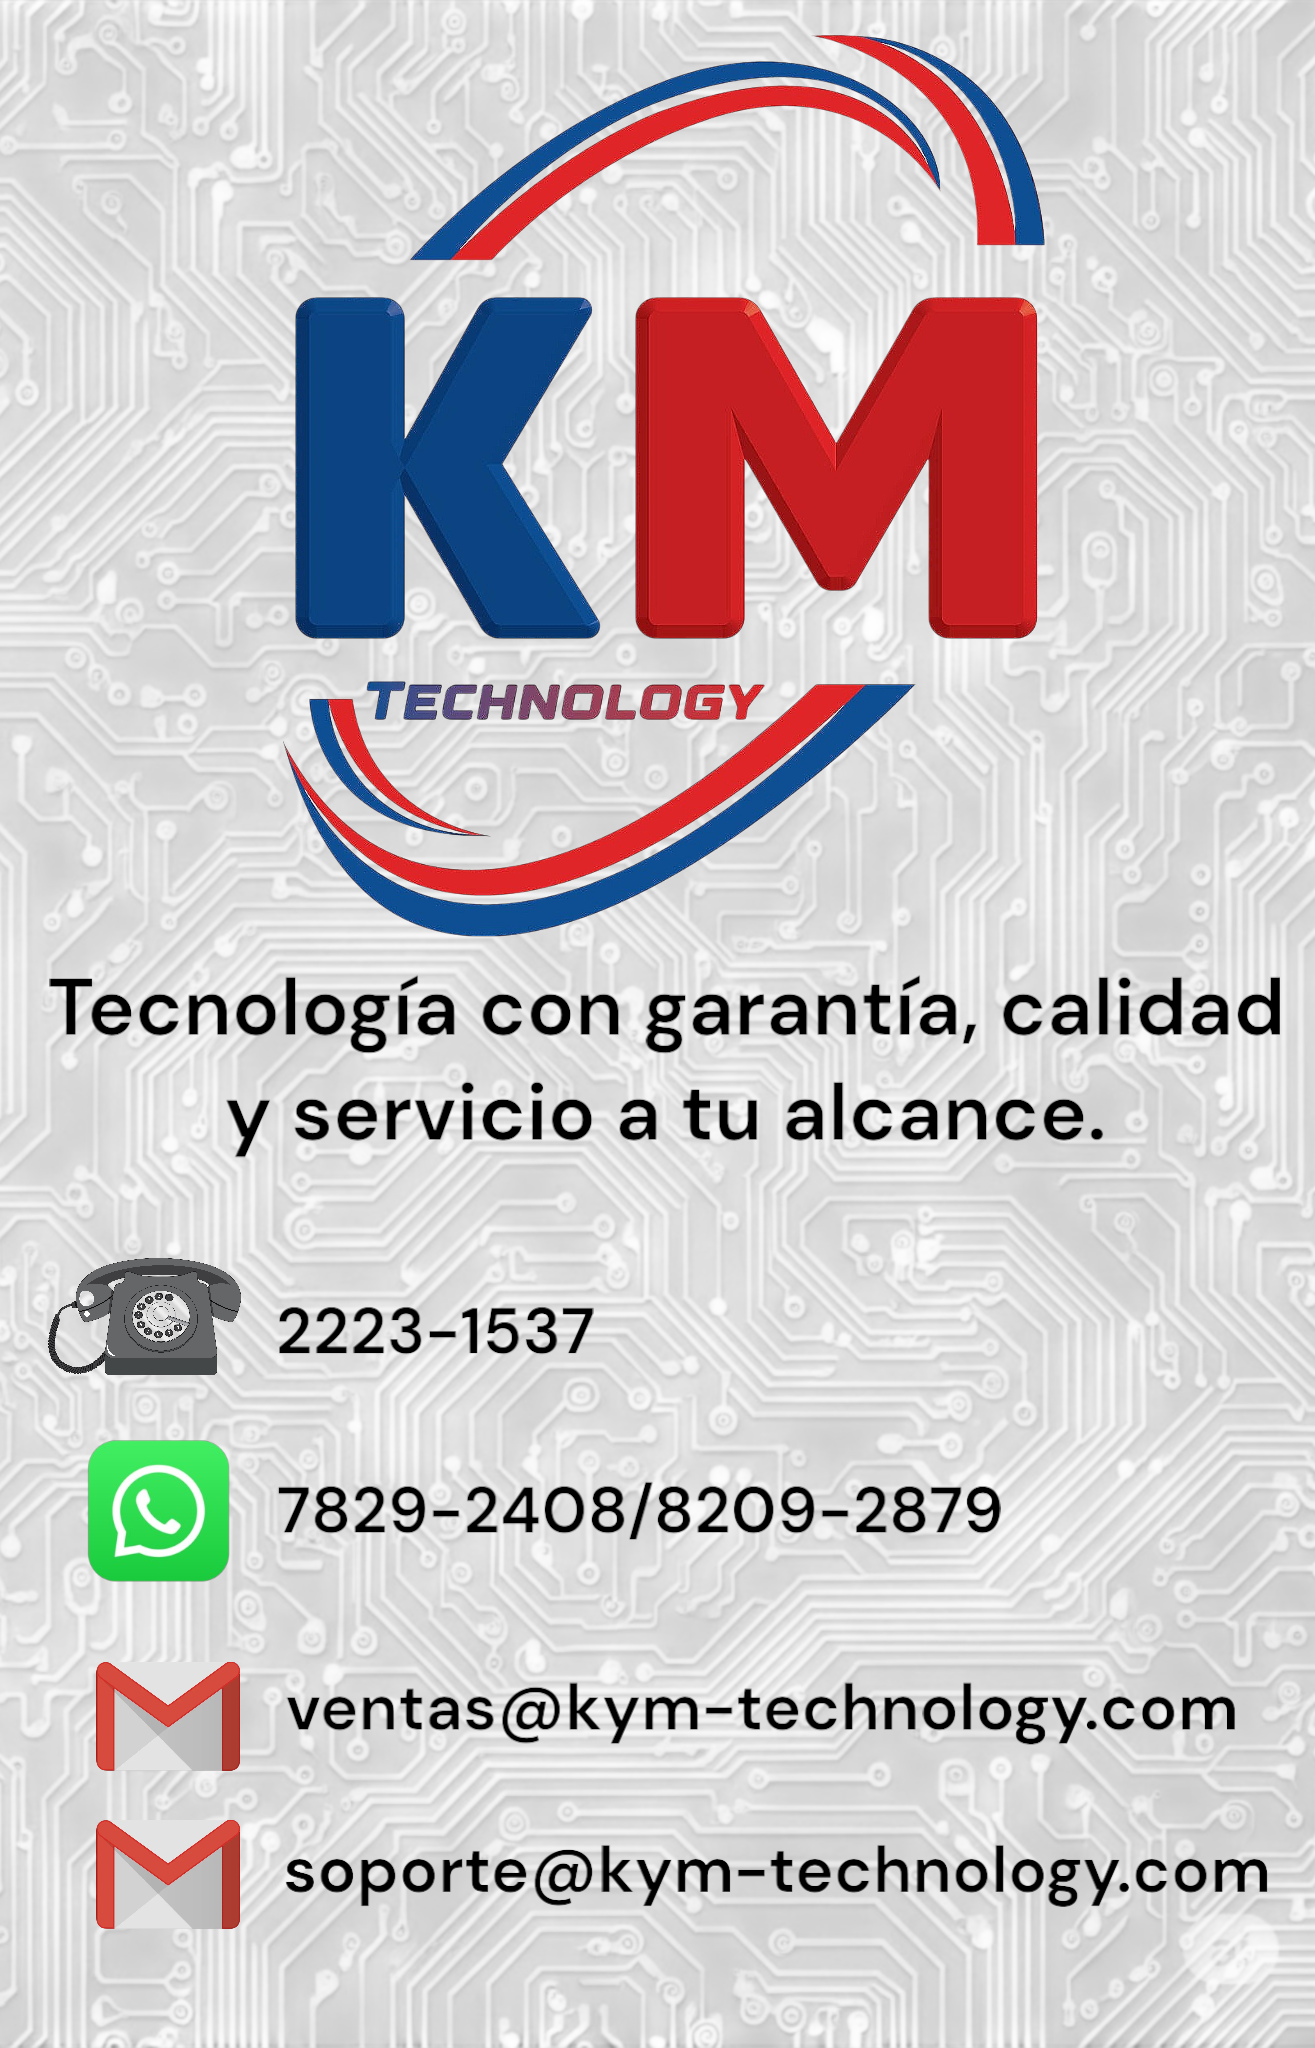 KM
TECHNOLOGY
Tecnología con garantía, calidad
y servicio a tu alcance.
2223-1537
7829-2408/8209-2879
ventas@kym-technology.com
soporte@kym-technology.com